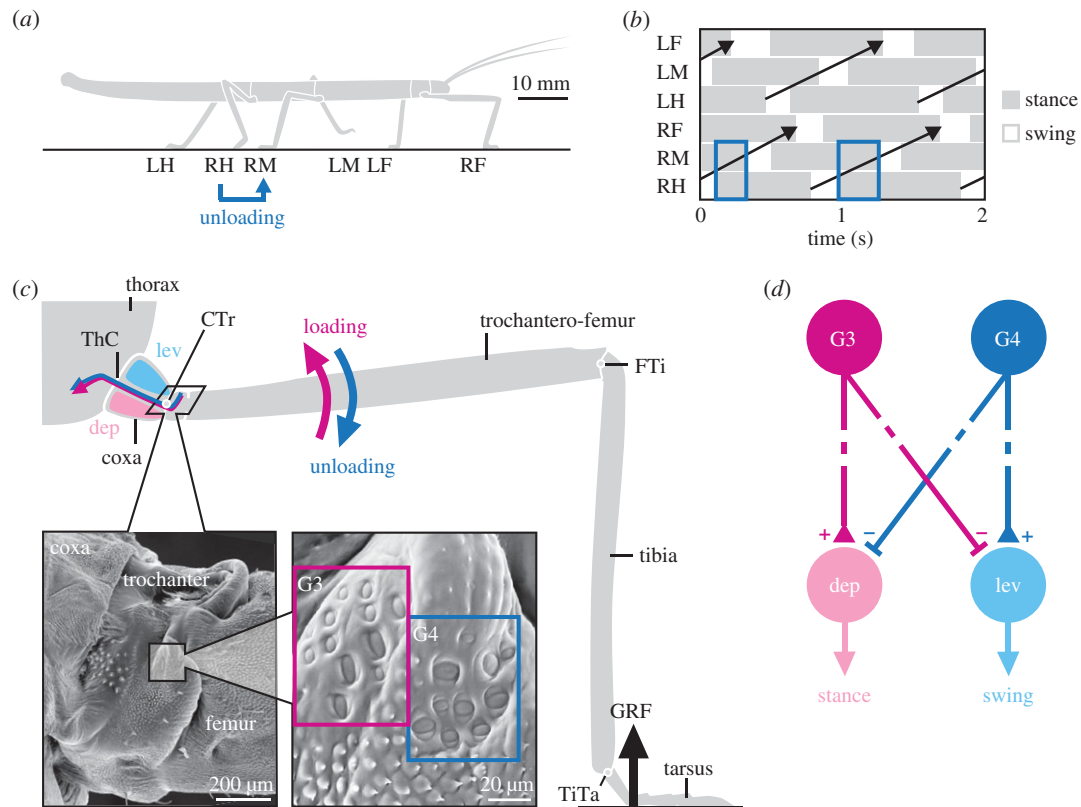 (a)
10 mm
LH RH RM LM LF RF
unloading
(b)
LF
LM
LH
RF
RM
RH
0 1 2
time (s)
stance
swing
(c)
thorax
CTr
ThC
lev
dep
coxa
loading
unloading
trochantero-femur
FTi
tibia
coxa
trochanter
femur
200 µm
G3
G4
20 µm
GRF
TiTa
tarsus
(d)
G3 G4
+ – – +
dep lev
stance swing